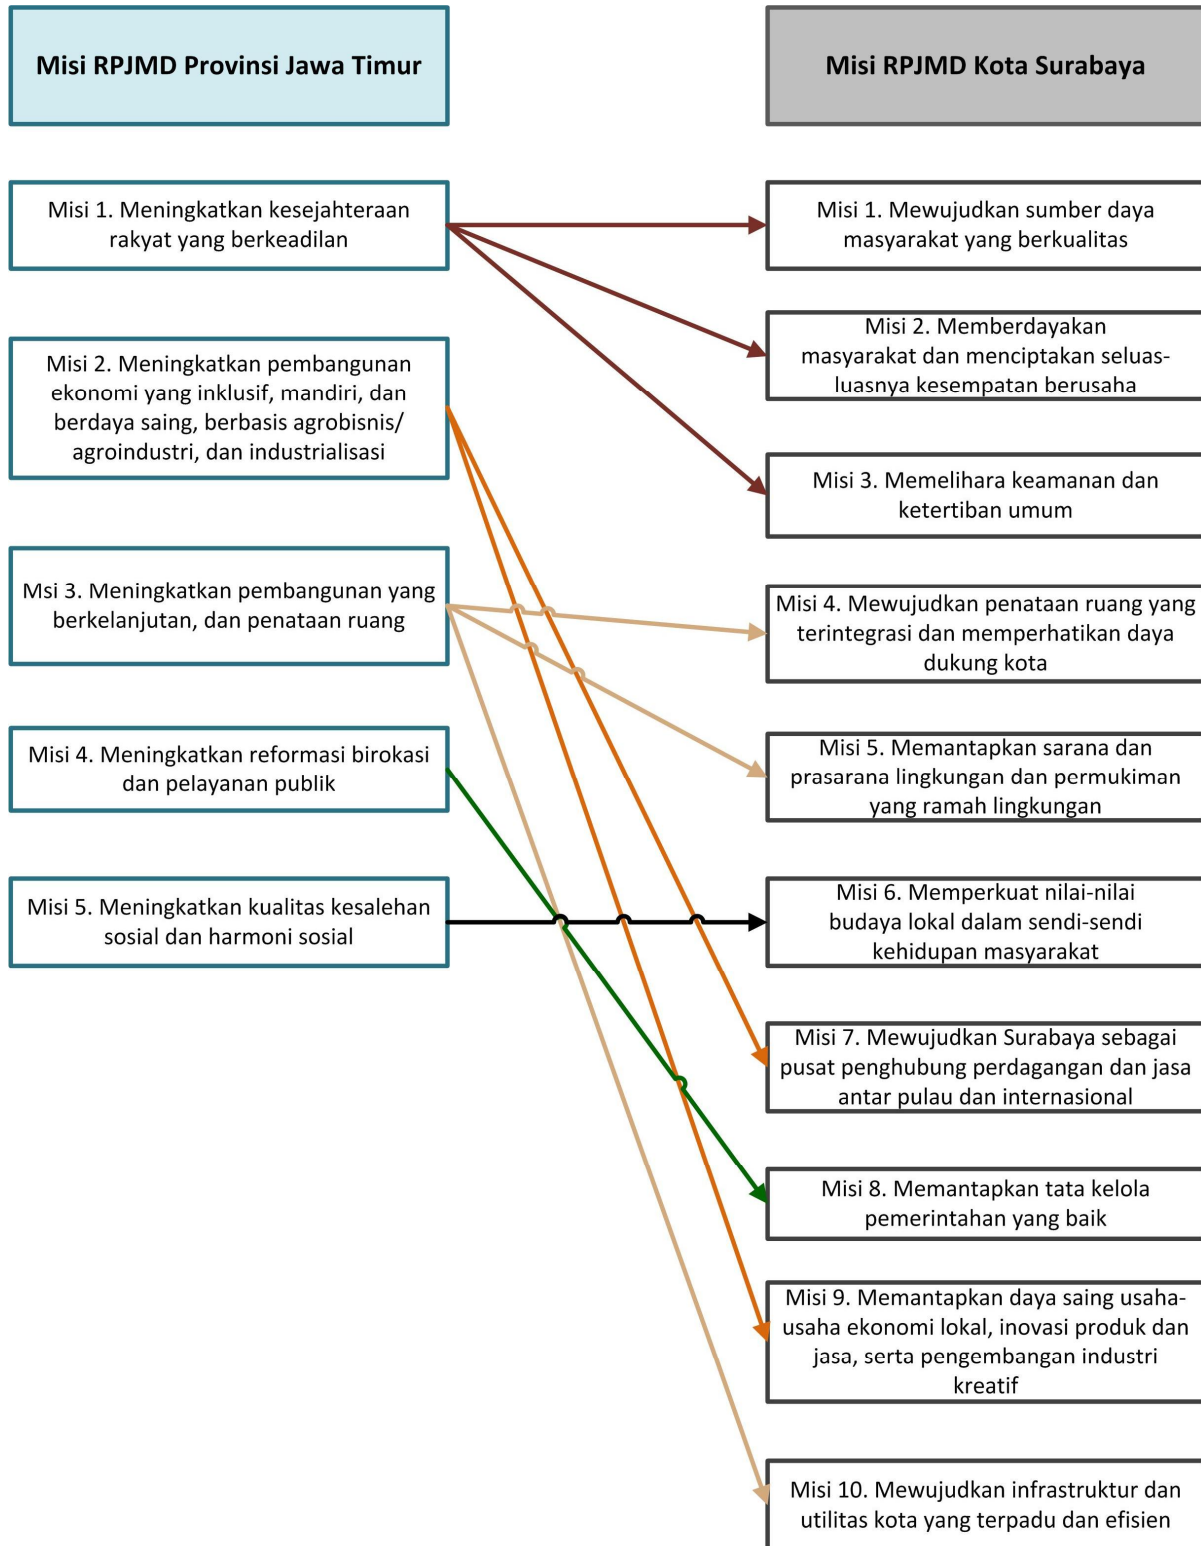 Misi RPJMD Provinsi Jawa Timur
Misi RPJMD Kota Surabaya
Misi 1. Meningkatkan kesejahteraan
rakyat yang berkeadilan
Misi 2. Meningkatkan pembangunan
ekonomi yang inklusif, mandiri, dan
berdaya saing, berbasis agrobisnis/
agroindustri, dan industrialisasi
Msi 3. Meningkatkan pembangunan yang
berkelanjutan, dan penataan ruang
Misi 4. Meningkatkan reformasi birokasi
dan pelayanan publik
Misi 5. Meningkatkan kualitas kesalehan
sosial dan harmoni sosial
Misi 1. Mewujudkan sumber daya
masyarakat yang berkualitas
Misi 2. Memberdayakan
masyarakat dan menciptakan seluas-
luasnya kesempatan berusaha
Misi 3. Memelihara keamanan dan
ketertiban umum
Misi 4. Mewujudkan penataan ruang yang
terintegrasi dan memperhatikan daya
dukung kota
Misi 5. Memantapkan sarana dan
prasarana lingkungan dan permukiman
yang ramah lingkungan
Misi 6. Memperkuat nilai-nilai
budaya lokal dalam sendi-sendi
kehidupan masyarakat
Misi 7. Mewujudkan Surabaya sebagai
pusat penghubung perdagangan dan jasa
antar pulau dan internasional
Misi 8. Memantapkan tata kelola
pemerintahan yang baik
Misi 9. Memantapkan daya saing usaha-
usaha ekonomi lokal, inovasi produk dan
jasa, serta pengembangan industri
kreatif
Misi 10. Mewujudkan infrastruktur dan
utilitas kota yang terpadu dan efisien